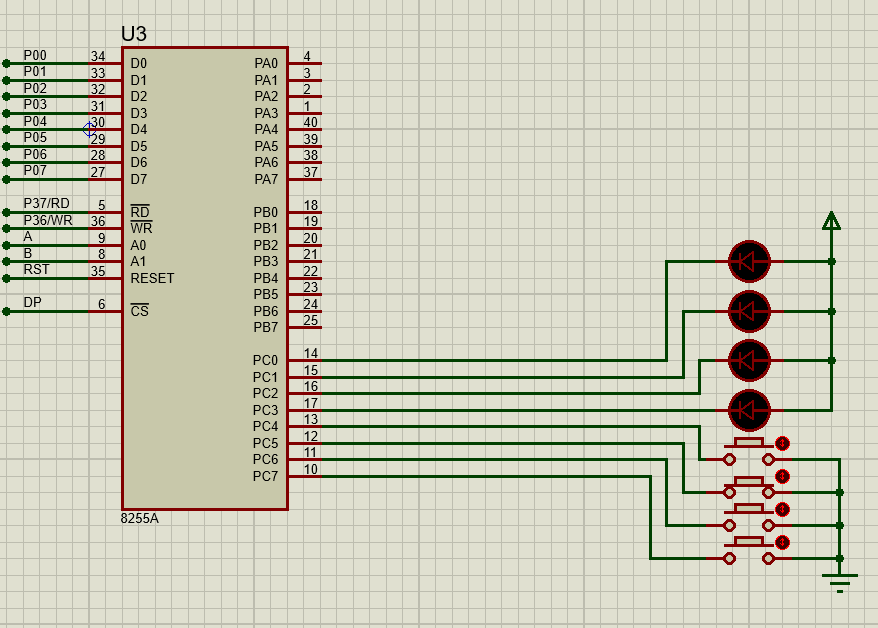 U3
P00 34 D0 PA0 4
P01 33 D1 PA1 3
P02 32 D2 PA2 2
P03 31 D3 PA3 1
P04 30 D4 PA4 40
P05 29 D5 PA5 39
P06 28 D6 PA6 38
P07 27 D7 PA7 37
P37/RD 5 RD PB0 18
P36/WR 36 WR PB1 19
A 9 A0 PB2 20
B 8 A1 PB3 21
RST 35 RESET PB4 22
PB5 23
DP 6 CS PB6 24
PB7 25
PC0 14
PC1 15
PC2 16
PC3 17
PC4 13
PC5 12
PC6 11
PC7 10
8255A